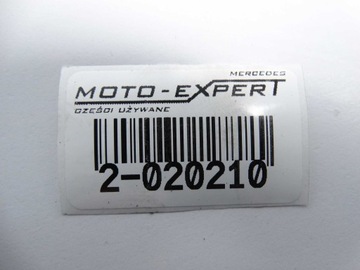 MERCEDES
MOTO-EXPERT
CZĘŚCI UŻYWANE
2-020210